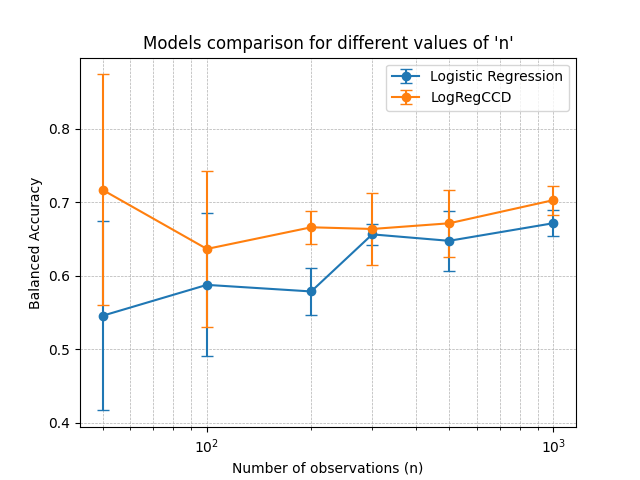 Models comparison for different values of 'n'
Logistic Regression
LogRegCCD
0.8
0.7
0.6
0.5
0.4
Balanced Accuracy
10²
10³
Number of observations (n)